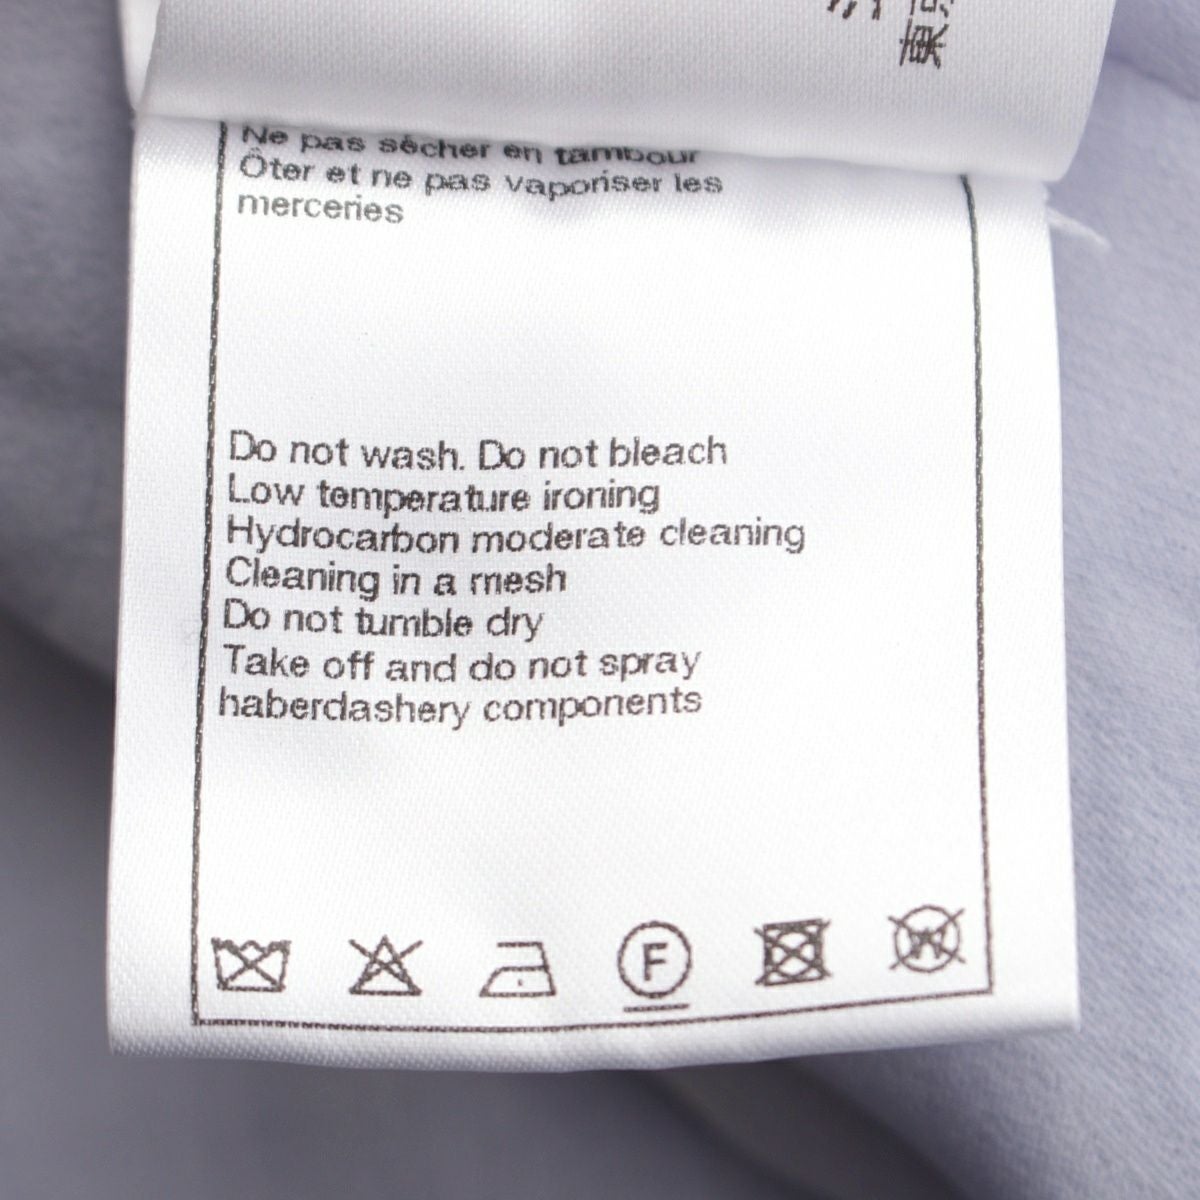 Ne pas sécher en tambour
Ôter et ne pas vaporiser les
merceries
Do not wash. Do not bleach
Low temperature ironing
Hydrocarbon moderate cleaning
Cleaning in a mesh
Do not tumble dry
Take off and do not spray
haberdashery components
F
W